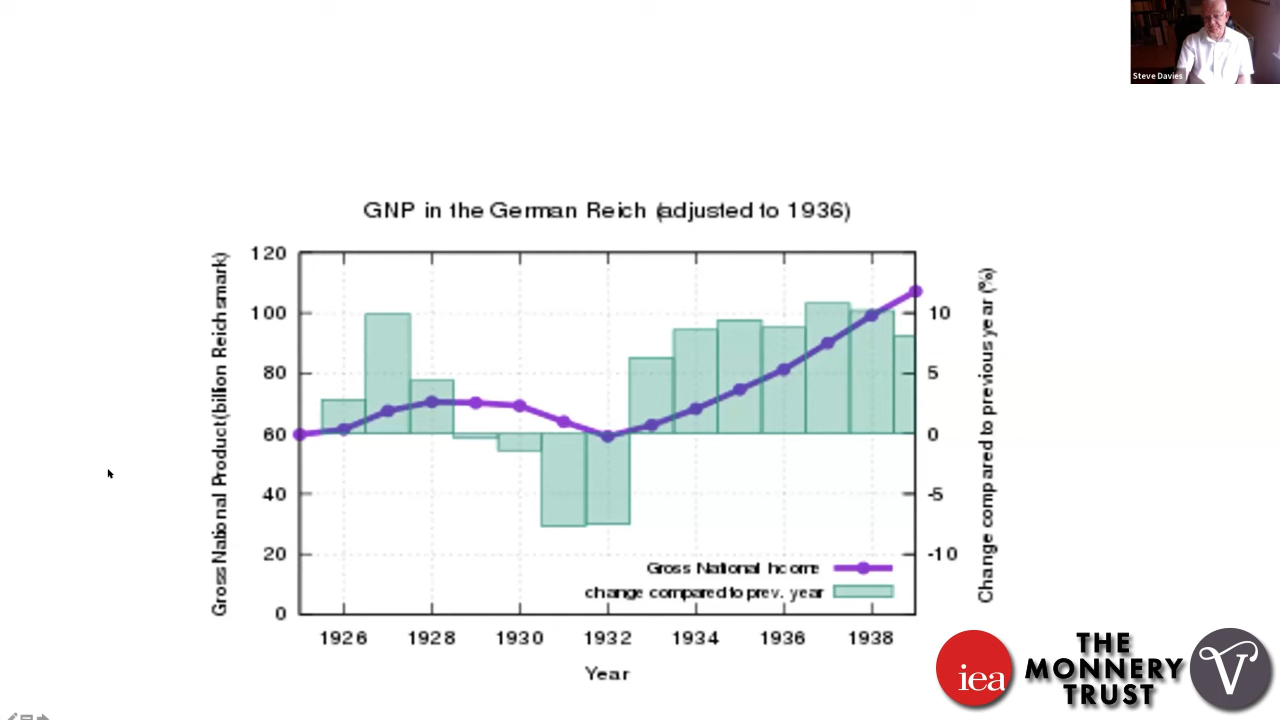 Steve Davies
GNP in the German Reich (adjusted to 1936)
Gross National Product(billion Reichsmark)
120
100
80
60
40
20
0
10
5
0
-5
-10
Change compared to previous year (%)
Gross National Income
change compared to prev. year
1926 1928 1930 1932 1934 1936 1938
Year
iea
THE
MONNERY
TRUST
V